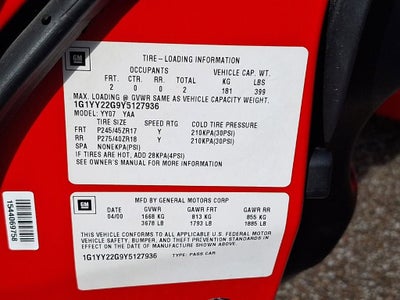 GM
TIRE - LOADING INFORMATION
OCCUPANTS VEHICLE CAP. WT.
FRT. CTR. RR. TOTAL KG LBS
2 0 0 2 181 399
MAX. LOADING @ GVWR SAME AS VEHICLE CAPACITY WEIGHT.
1G1YY22G9Y5127936
MODEL: YY07 YAA
TIRE SIZE SPEED RTG COLD TIRE PRESSURE
FRT P245/45ZR17 Y 210KPA(30PSI)
RR P275/40ZR18 Y 210KPA(30PSI)
SPA NONEKPA(PSI)
IF TIRES ARE HOT, ADD 28KPA(4PSI)
SEE OWNER'S MANUAL FOR MORE INFORMATION
GM
MFD BY GENERAL MOTORS CORP
DATE GVWR GAWR FRT GAWR RR
04/00 1668 KG 813 KG 855 KG
3678 LB 1793 LB 1885 LB
THIS VEHICLE CONFORMS TO ALL APPLICABLE U.S. FEDERAL MOTOR
VEHICLE SAFETY, BUMPER, AND THEFT PREVENTION STANDARDS IN
EFFECT ON THE DATE OF MANUFACTURE SHOWN ABOVE.
1G1YY22G9Y5127936 TYPE: PASS CAR
1544069758